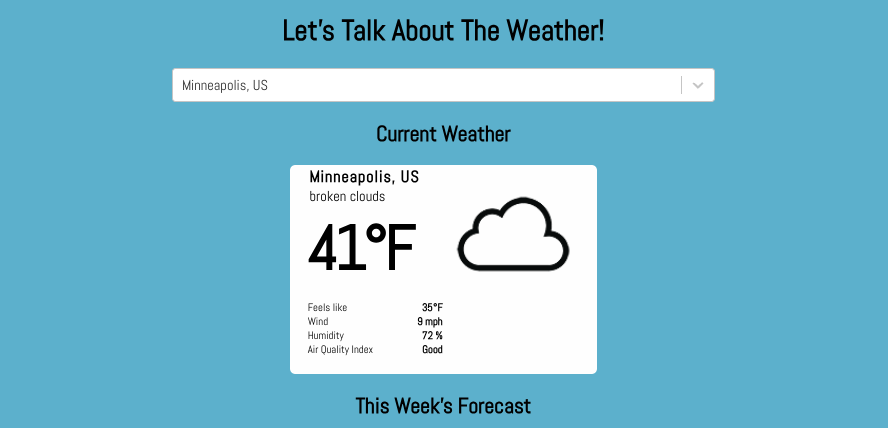 Let's Talk About The Weather!
Minneapolis, US
Current Weather
Minneapolis, US
broken clouds
41°F
Feels like 35°F
Wind 9 mph
Humidity 72 %
Air Quality Index Good
This Week's Forecast